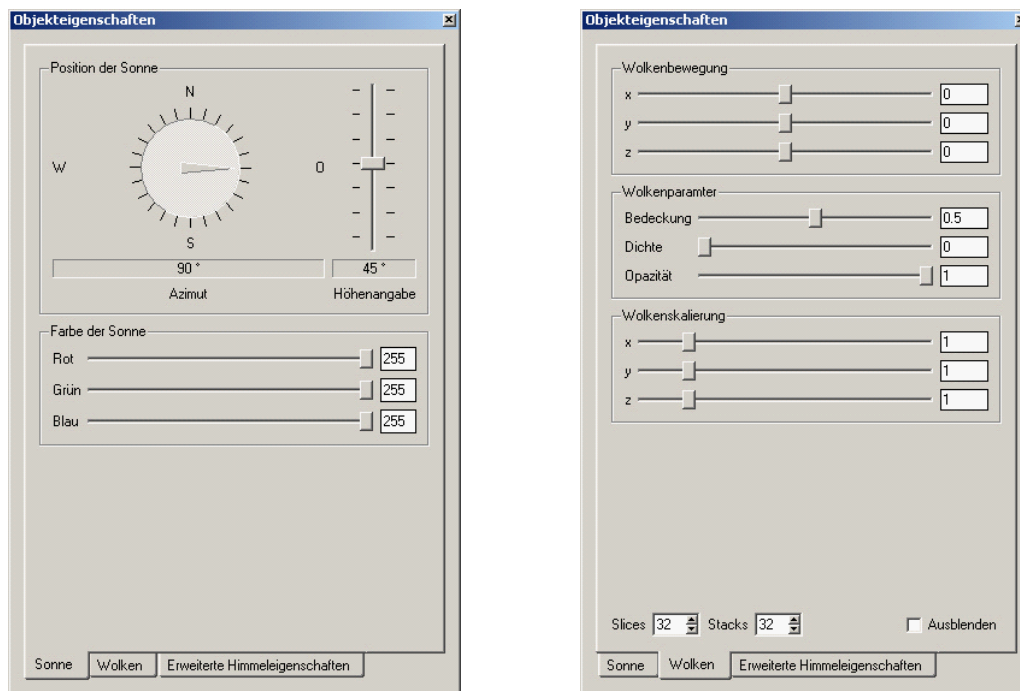 Objekteigenschaften
Position der Sonne
N
W
O
S
90 °
45 °
Azimut
Höhenangabe
Farbe der Sonne
Rot 255
Grün 255
Blau 255
Sonne Wolken Erweiterte Himmeleigenschaften
Objekteigenschaften
Wolkenbewegung
x 0
y 0
z 0
Wolkenparamter
Bedeckung 0.5
Dichte 0
Opazität 1
Wolkenskalierung
x 1
y 1
z 1
Slices 32 Stacks 32 Ausblenden
Sonne Wolken Erweiterte Himmeleigenschaften